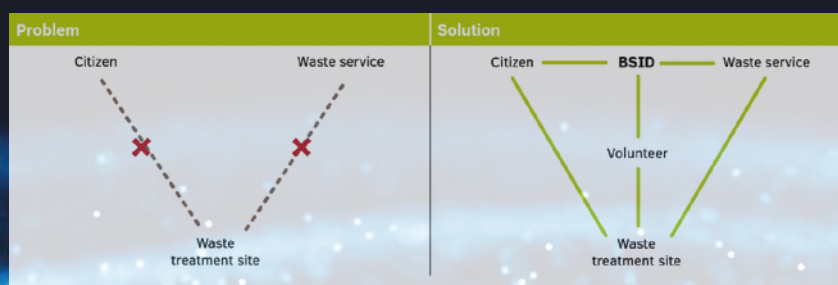 Problem
Citizen
Waste service
Waste
treatment site
Solution
Citizen
BSID
Waste service
Volunteer
Waste
treatment site